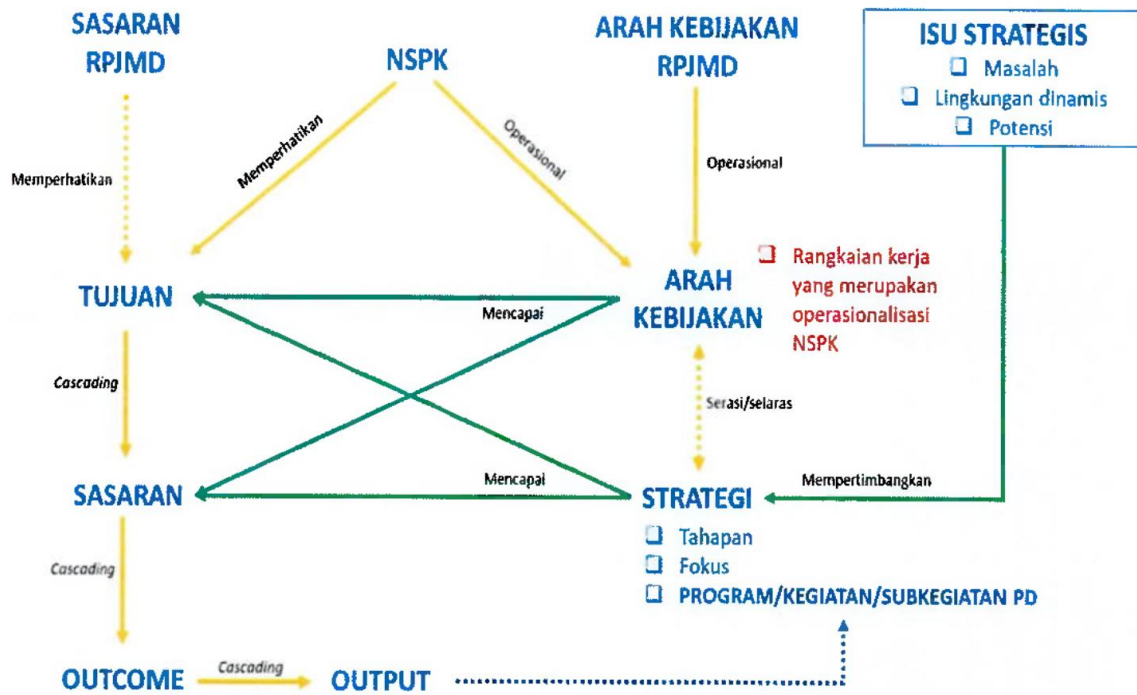 SASARAN
RPJMD
NSPK
ARAH KEBIJAKAN
RPJMD
ISU STRATEGIS
Masalah
Lingkungan dinamis
Potensi
Memperhatikan
Memperhatikan
Operasional
Operasional
TUJUAN
Mencapai
ARAH
KEBIJAKAN
Rangkaian kerja
yang merupakan
operasionalisasi
NSPK
Cascading
Serasi/selaras
SASARAN
Mencapai
STRATEGI
Mempertimbangkan
Tahapan
Fokus
PROGRAM/KEGIATAN/SUBKEGIATAN PD
Cascading
OUTCOME
Cascading
OUTPUT